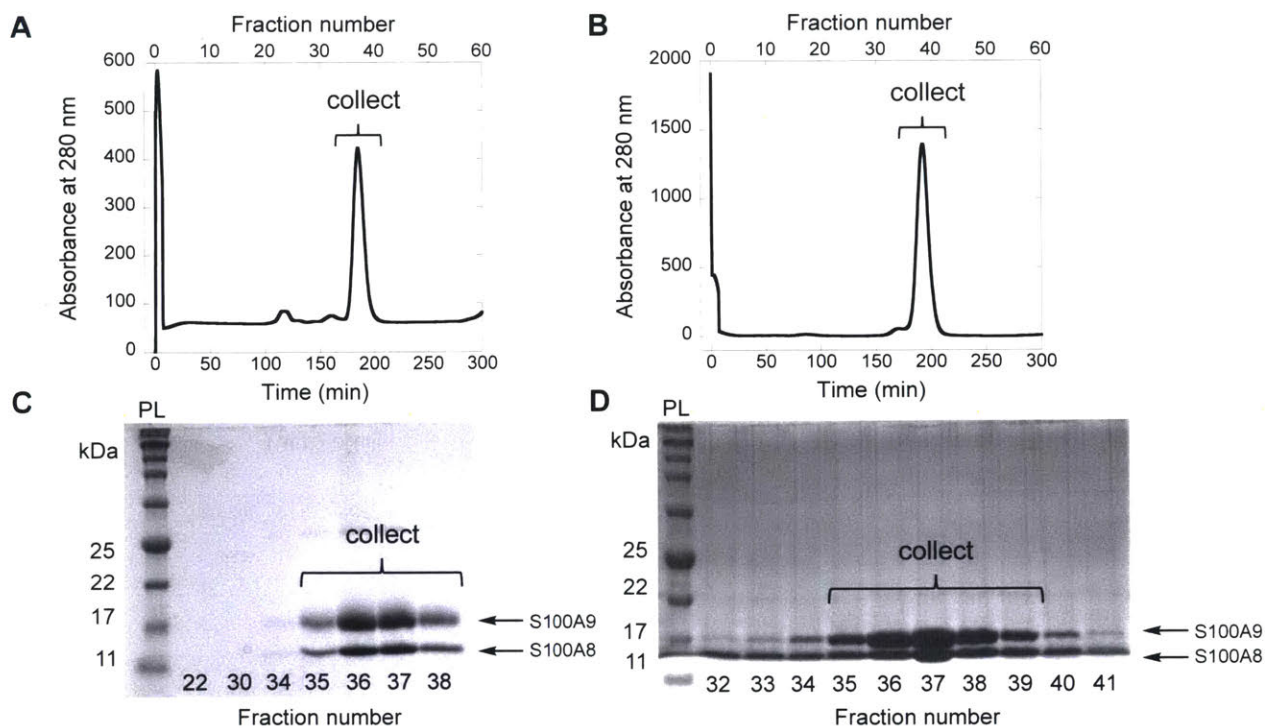 A
Fraction number
0 10 20 30 40 50 60
600
500
400
300
200
100
0
Absorbance at 280 nm
collect
0 50 100 150 200 250 300
Time (min)
B
Fraction number
0 10 20 30 40 50 60
2000
1500
1000
500
0
Absorbance at 280 nm
collect
0 50 100 150 200 250 300
Time (min)
C
PL
kDa
25
22
17
11
collect
S100A9
S100A8
22 30 34 35 36 37 38
Fraction number
D
PL
kDa
25
22
17
11
collect
S100A9
S100A8
32 33 34 35 36 37 38 39 40 41
Fraction number